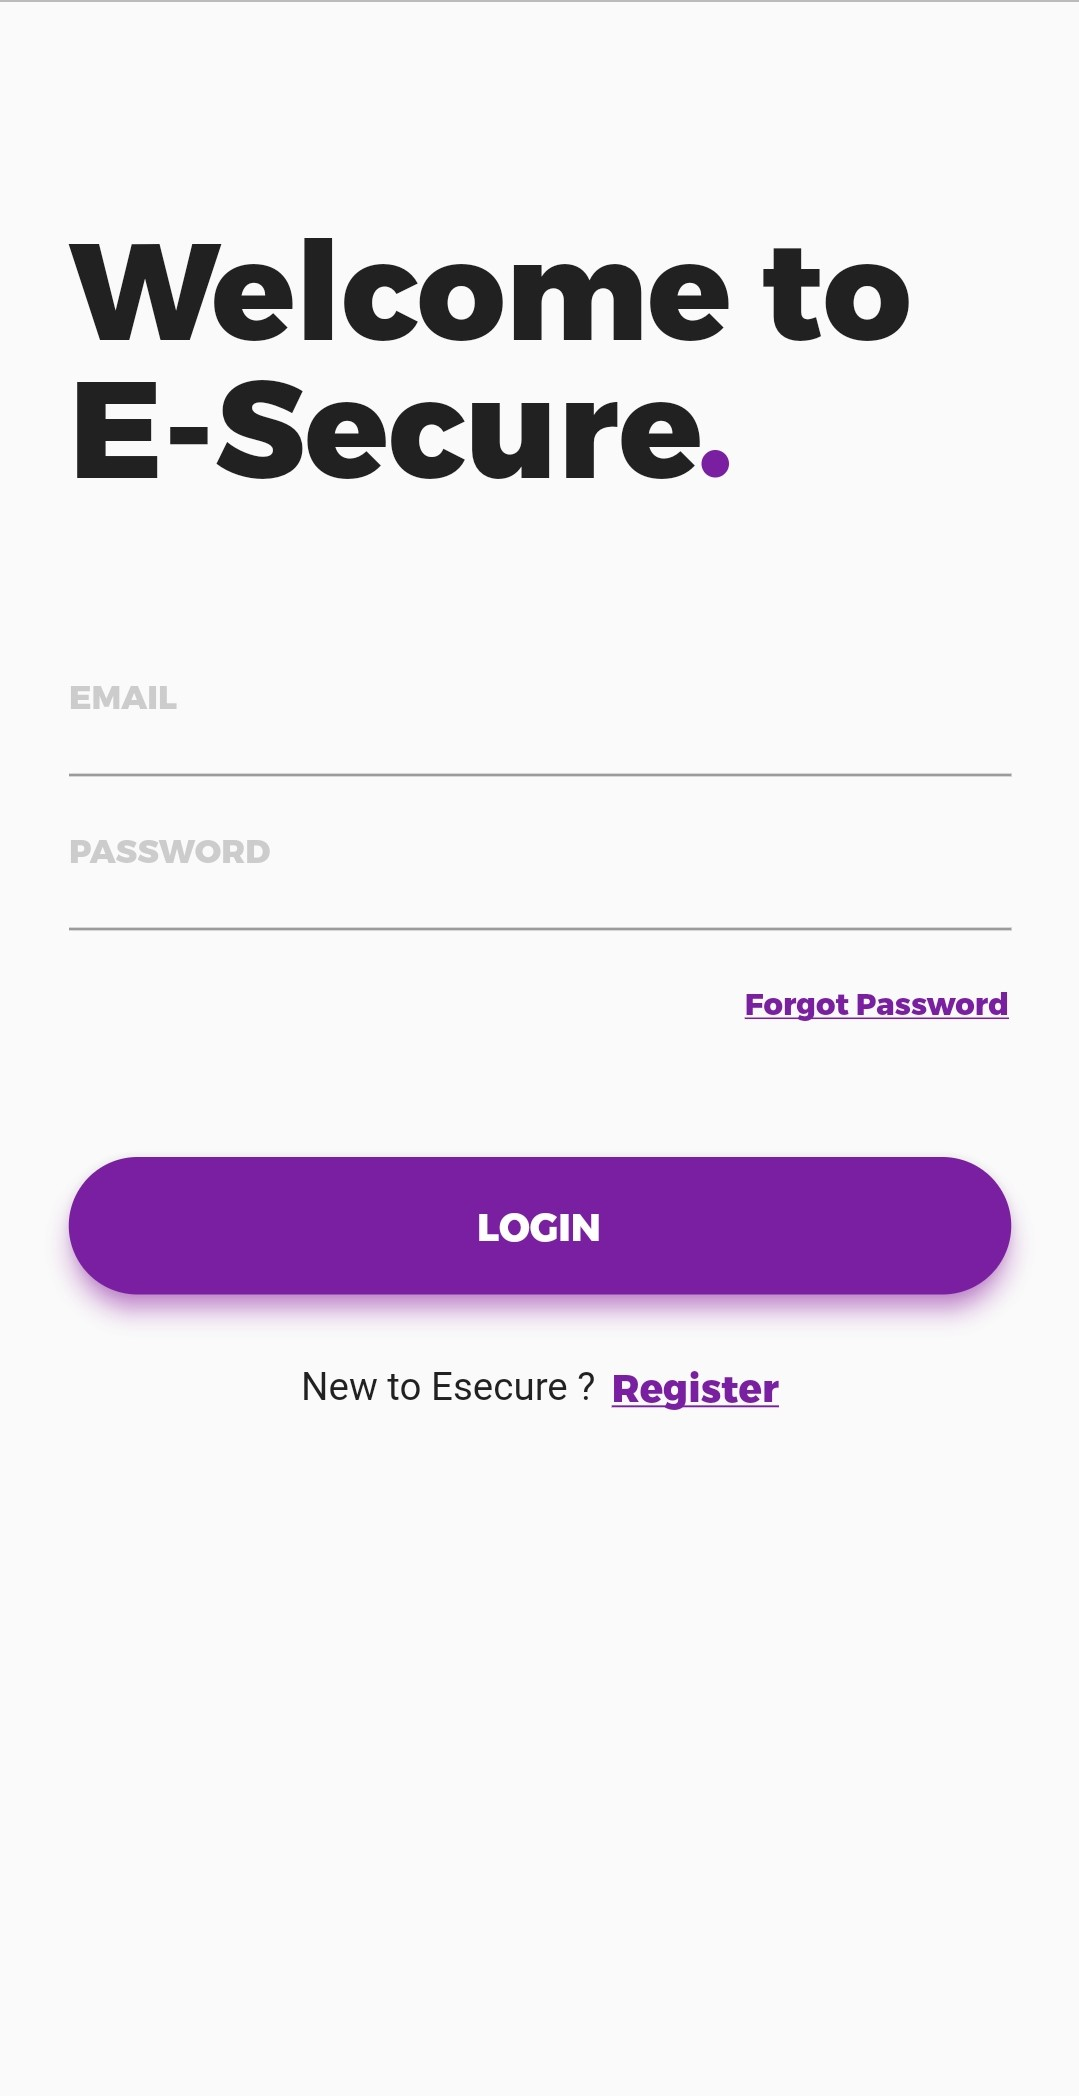 Welcome to
E-Secure.
EMAIL
PASSWORD
Forgot Password
LOGIN
New to Esecure ? Register